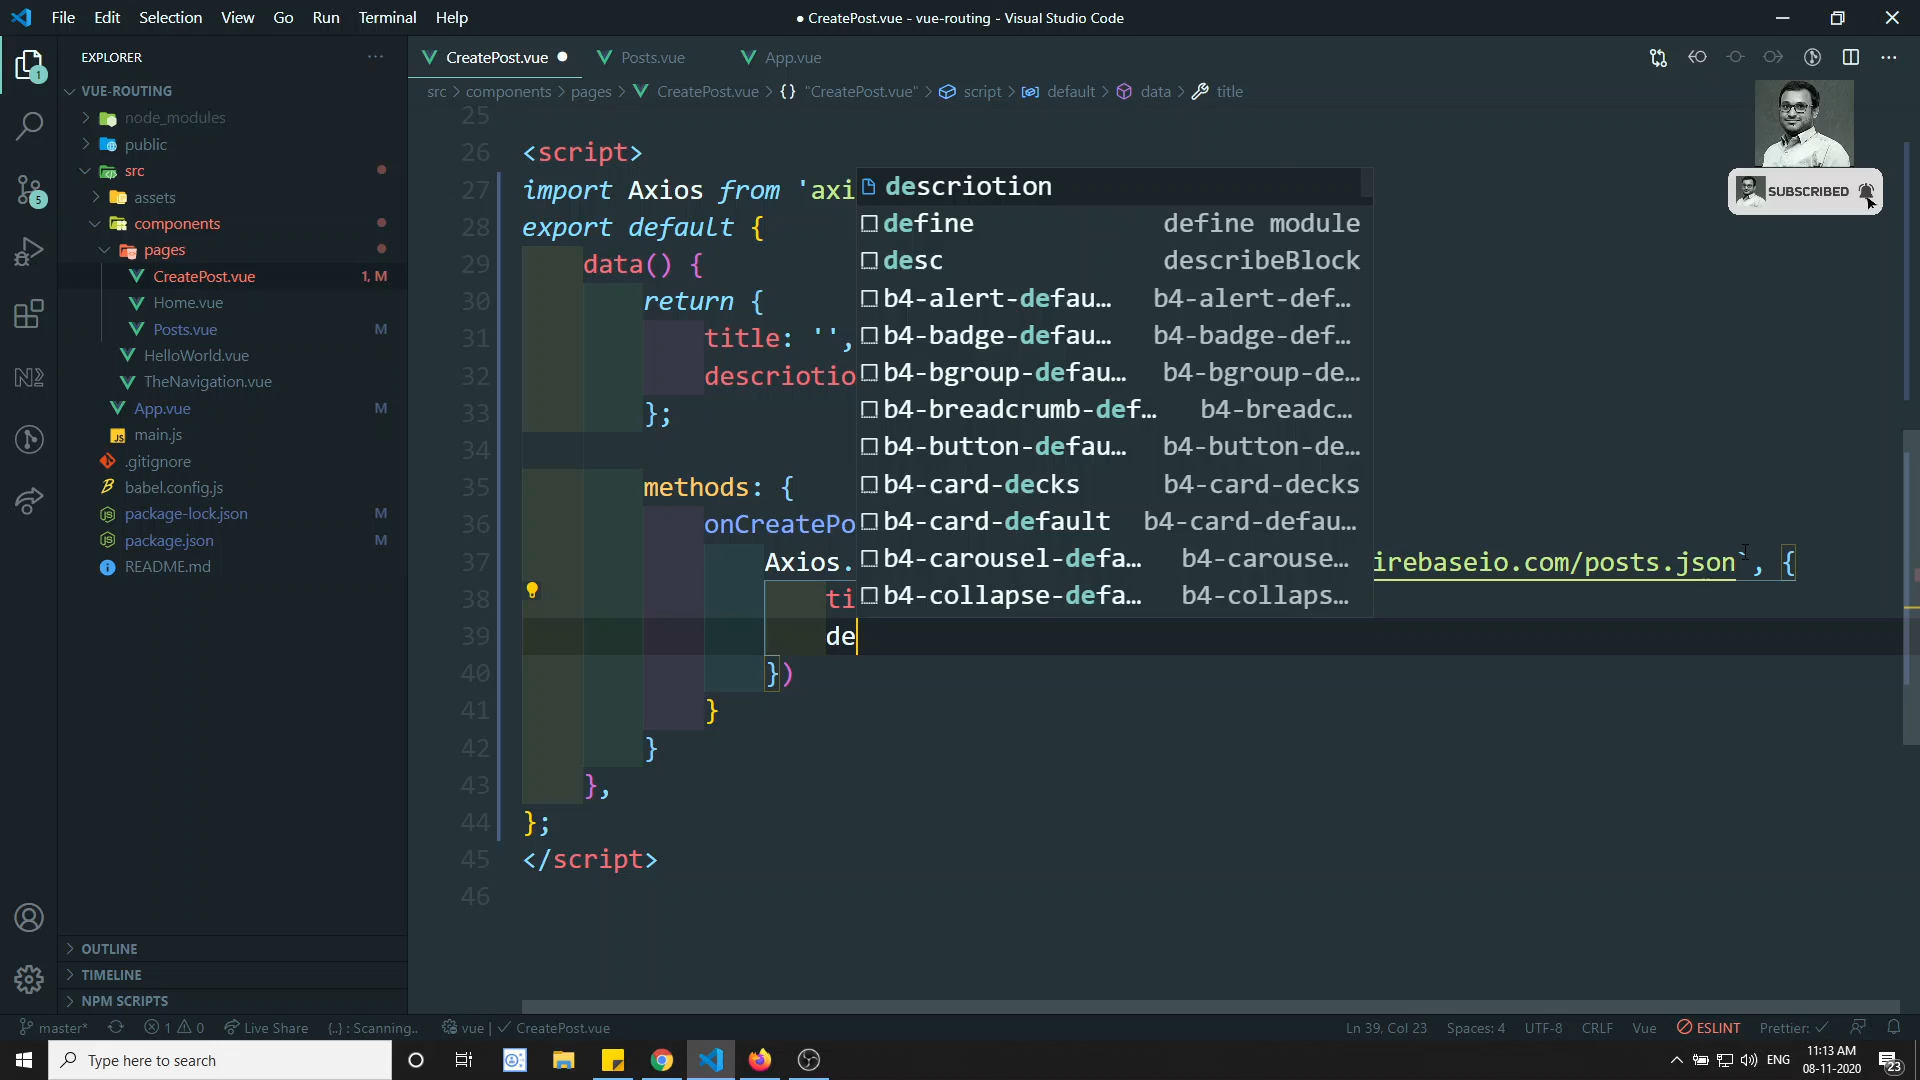 File Edit Selection View Go Run Terminal Help
● CreatePost.vue - vue-routing - Visual Studio Code
EXPLORER
CreatePost.vue
Posts.vue
App.vue
VUE-ROUTING
src > components > pages > CreatePost.vue > {} "CreatePost.vue" > script > default > data > title
node_modules
public
src
assets
components
pages
CreatePost.vue 1, M
Home.vue
Posts.vue M
HelloWorld.vue
TheNavigation.vue
App.vue M
main.js
.gitignore
babel.config.js
package-lock.json M
package.json M
README.md
OUTLINE
TIMELINE
NPM SCRIPTS
1
5
25
26 <script>
27 import Axios from 'axi
28 export default {
29 data() {
30 return {
31 title: '',
32 descriotio
33 };
34
35 methods: {
36 onCreatePo
37 Axios. irebaseio.com/posts.json`, {
38 ti
39 de
40 })
41 }
42 }
43 },
44 };
45 </script>
46
descriotion
define define module
desc describeBlock
b4-alert-defau... b4-alert-def...
b4-badge-defau... b4-badge-def...
b4-bgroup-defau... b4-bgroup-de...
b4-breadcrumb-def... b4-breadc...
b4-button-defau... b4-button-de...
b4-card-decks b4-card-decks
b4-card-default b4-card-defau...
b4-carousel-defa... b4-carouse...
b4-collapse-defa... b4-collaps...
SUBSCRIBED
master* 1 0 Live Share {..} : Scanning.. vue | ✓ CreatePost.vue
Ln 39, Col 23 Spaces: 4 UTF-8 CRLF Vue ESLINT Prettier: ✓
Type here to search
ENG
11:13 AM
08-11-2020
23